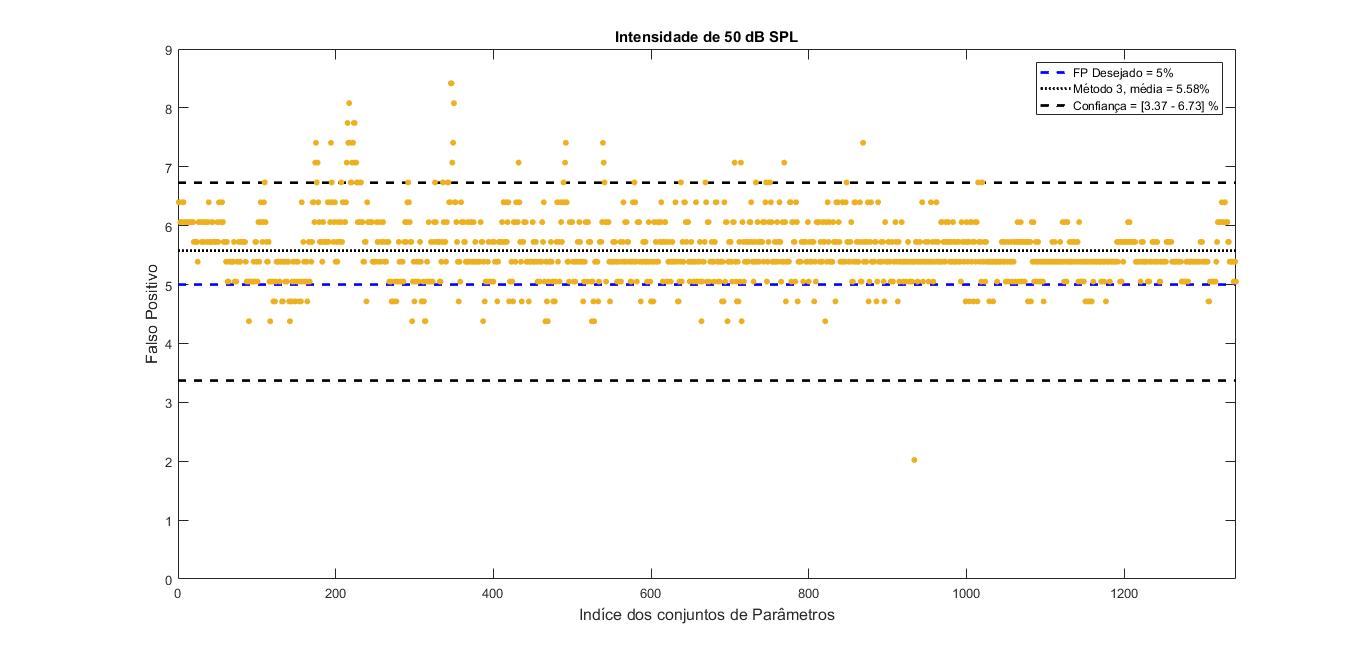 Intensidade de 50 dB SPL
FP Desejado = 5%
Método 3, média = 5.58%
Confiança = [3.37 - 6.73] %
9
8
7
6
5
4
3
2
1
0
Falso Positivo
0 200 400 600 800 1000 1200
Indíce dos conjuntos de Parâmetros